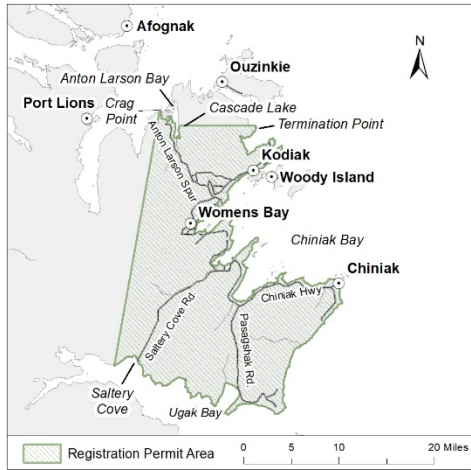 Afognak
N
Anton Larson Bay
Ouzinkie
Port Lions
Crag
Point
Cascade Lake
Termination Point
Anton Larson Spur
Kodiak
Woody Island
Womens Bay
Chiniak Bay
Chiniak
Chiniak Hwy
Saltery Cove Rd.
Pasagshak Rd.
Saltery
Cove
Ugak Bay
Registration Permit Area
0 5 10 20 Miles